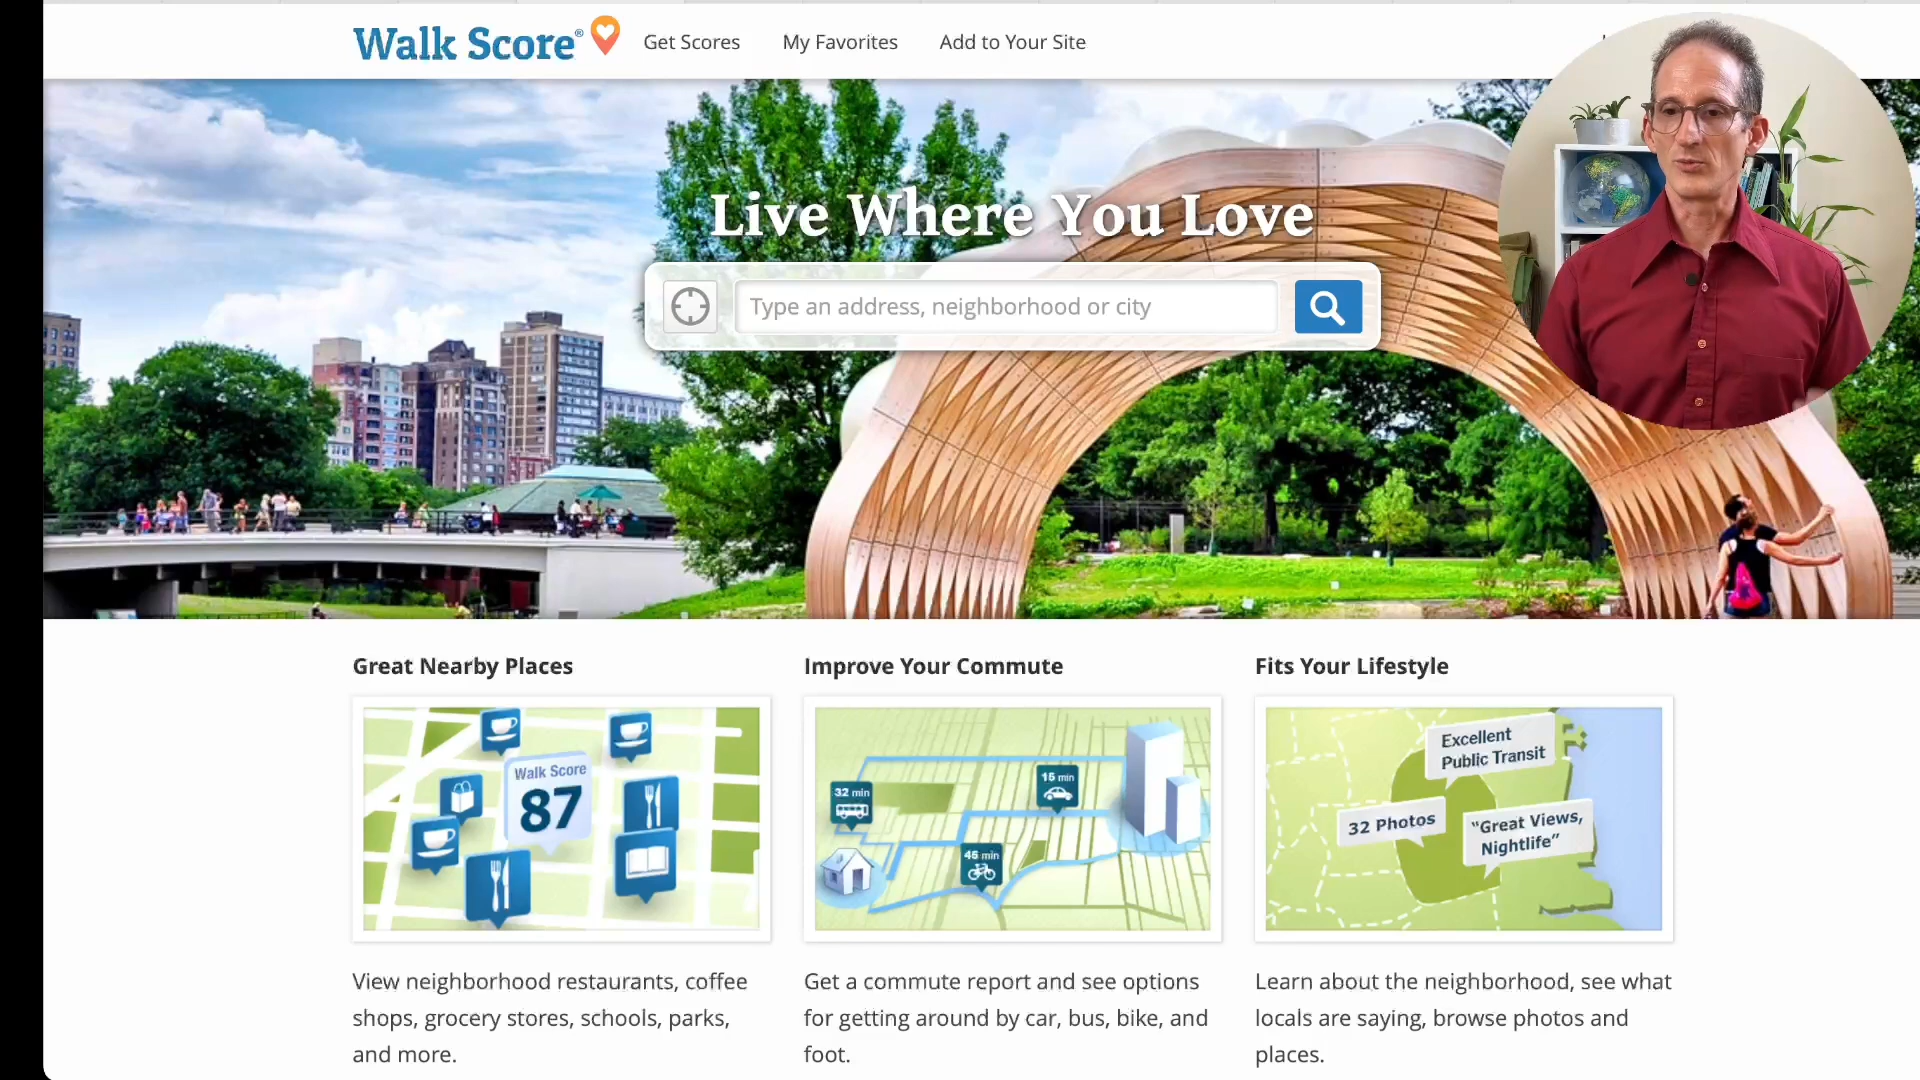 Walk Score®
Get Scores
My Favorites
Add to Your Site
Live Where You Love
Type an address, neighborhood or city
Great Nearby Places
Improve Your Commute
Fits Your Lifestyle
Walk Score
87
32 min
15 min
45 min
Excellent
Public Transit
32 Photos
“Great Views,
Nightlife”
View neighborhood restaurants, coffee
shops, grocery stores, schools, parks,
and more.
Get a commute report and see options
for getting around by car, bus, bike, and
foot.
Learn about the neighborhood, see what
locals are saying, browse photos and
places.